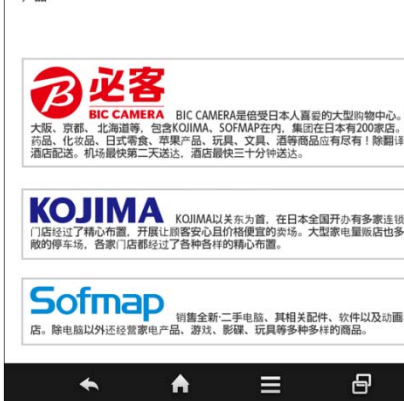 必客
BIC CAMERA
BIC CAMERA是倍受日本人喜爱的大型购物中心。
大阪、京都、 北海道等，包含KOJIMA、SOFMAP在内，集团在日本有200家店。
药品、化妆品、日式零食、苹果产品、玩具、文具、酒等商品应有尽有！除翻译
酒店配送。机场最快第二天送达，酒店最快三十分钟送达。
KOJIMA
KOJIMA以关东为首，在日本全国开办有多家连锁
门店经过了精心布置，开展让顾客安心且价格便宜的卖场。大型家电量贩店也多
敞的停车场，各家门店都经过了各种各样的精心布置。
Sofmap
销售全新·二手电脑、其相关配件、软件以及动画
店。除电脑以外还经营家电产品、游戏、影碟、玩具等多种多样的商品。